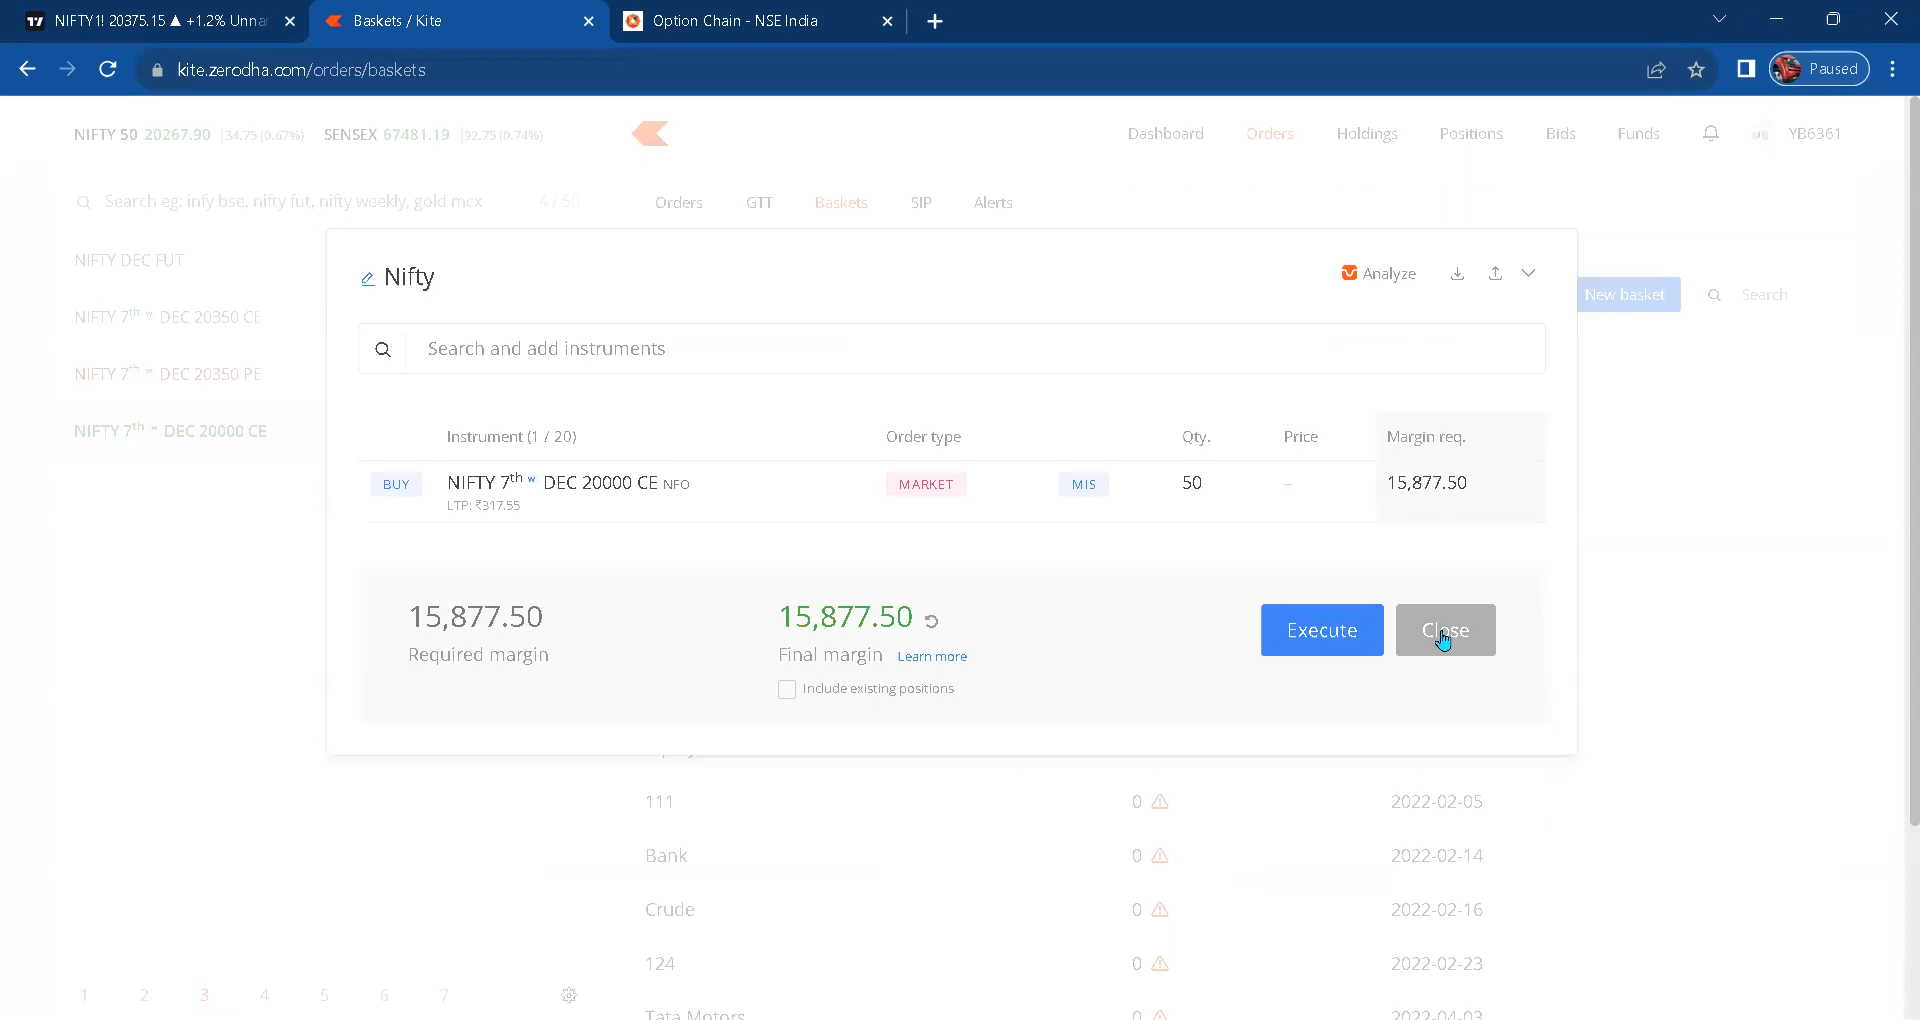 NIFTY1! 20375.15 ▲ +1.2% Unna
Baskets / Kite
Option Chain - NSE India
kite.zerodha.com/orders/baskets
Paused
NIFTY 50 20267.90 34.75 (0.67%) SENSEX 67481.19 92.75 (0.74%)
Dashboard Orders Holdings Positions Bids Funds MB YB6361
Search eg: infy bse, nifty fut, nifty weekly, gold mcx 4 / 50
Orders GTT Baskets SIP Alerts
NIFTY DEC FUT
NIFTY 7th w DEC 20350 CE
NIFTY 7th w DEC 20350 PE
NIFTY 7th w DEC 20000 CE
New basket Search
Nifty
Analyze
Search and add instruments
Instrument (1 / 20) Order type Qty. Price Margin req.
BUY NIFTY 7th w DEC 20000 CE NFO MARKET MIS 50 – 15,877.50
LTP: ₹317.55
15,877.50 15,877.50
Required margin Final margin Learn more
Include existing positions
Execute Close
111 0 2022-02-05
Bank 0 2022-02-14
Crude 0 2022-02-16
124 0 2022-02-23
Tata Motors 0 2022-04-03
1 2 3 4 5 6 7